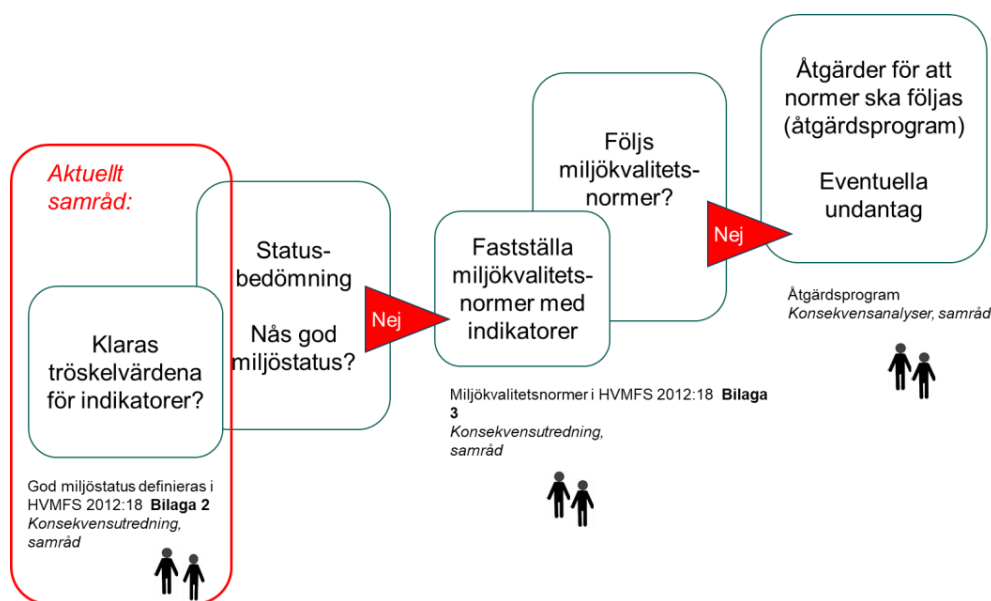 Aktuellt
samråd:
Klaras
tröskelvärdena
för indikatorer?
God miljöstatus definieras i
HVMFS 2012:18 Bilaga 2
Konsekvensutredning,
samråd
Status-
bedömning
Nås god
miljöstatus?
Nej
Fastställa
miljökvalitets-
normer med
indikatorer
Miljökvalitetsnormer i HVMFS 2012:18 Bilaga
3
Konsekvensutredning,
samråd
Följs
miljökvalitets-
normer?
Nej
Åtgärder för att
normer ska följas
(åtgärdsprogram)
Eventuella
undantag
Åtgärdsprogram
Konsekvensanalyser, samråd